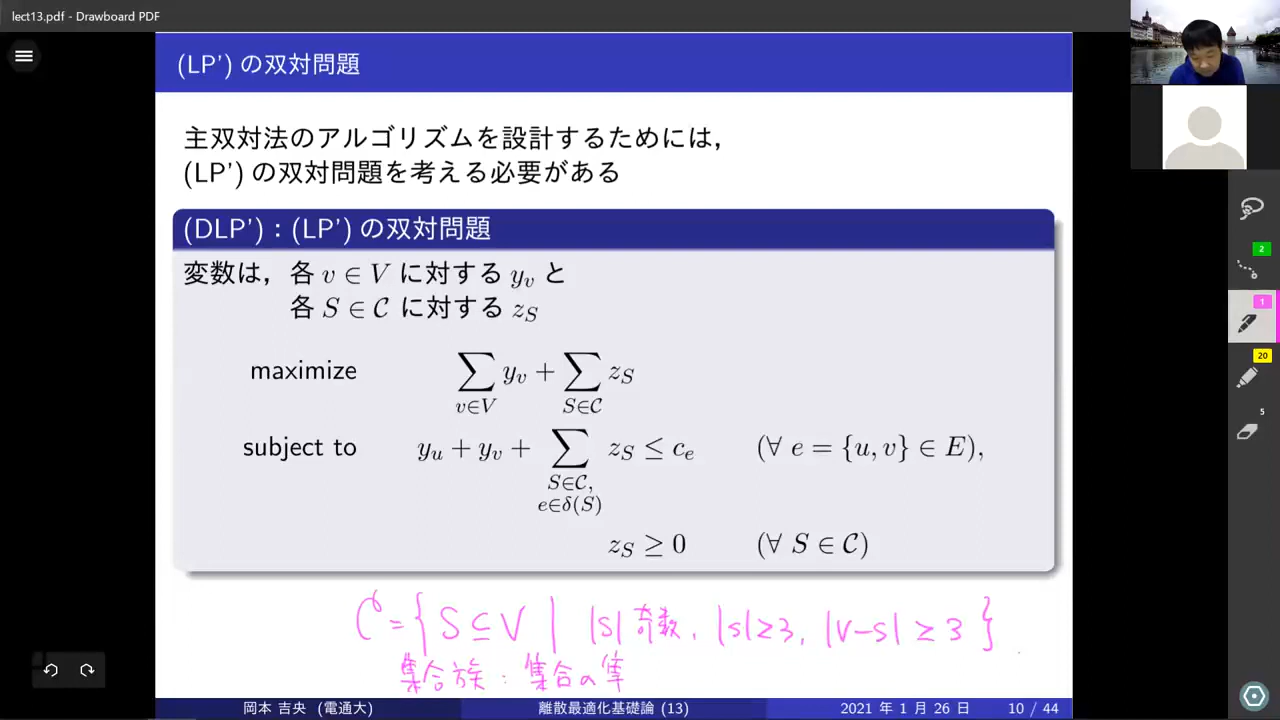 lect13.pdf - Drawboard PDF
(LP') の双対問題
主双対法のアルゴリズムを設計するためには,
(LP') の双対問題を考える必要がある
(DLP') : (LP') の双対問題
変数は, 各 v ∈ V に対する y_v と
各 S ∈ 𝒞 に対する z_S
maximize ∑_{v∈V} y_v + ∑_{S∈𝒞} z_S
subject to y_u + y_v + ∑_{S∈𝒞, e∈δ(S)} z_S ≤ c_e (∀ e = {u, v} ∈ E),
z_S ≥ 0 (∀ S ∈ 𝒞)
𝒞 = { S ⊆ V | |S| 奇数, |S| ≥ 3, |V-S| ≥ 3 }
集合族 : 集合の
岡本 吉央 (電通大) 離散最適化基礎論 (13) 2021 年 1 月 26 日 10 / 44
2
1
20
5